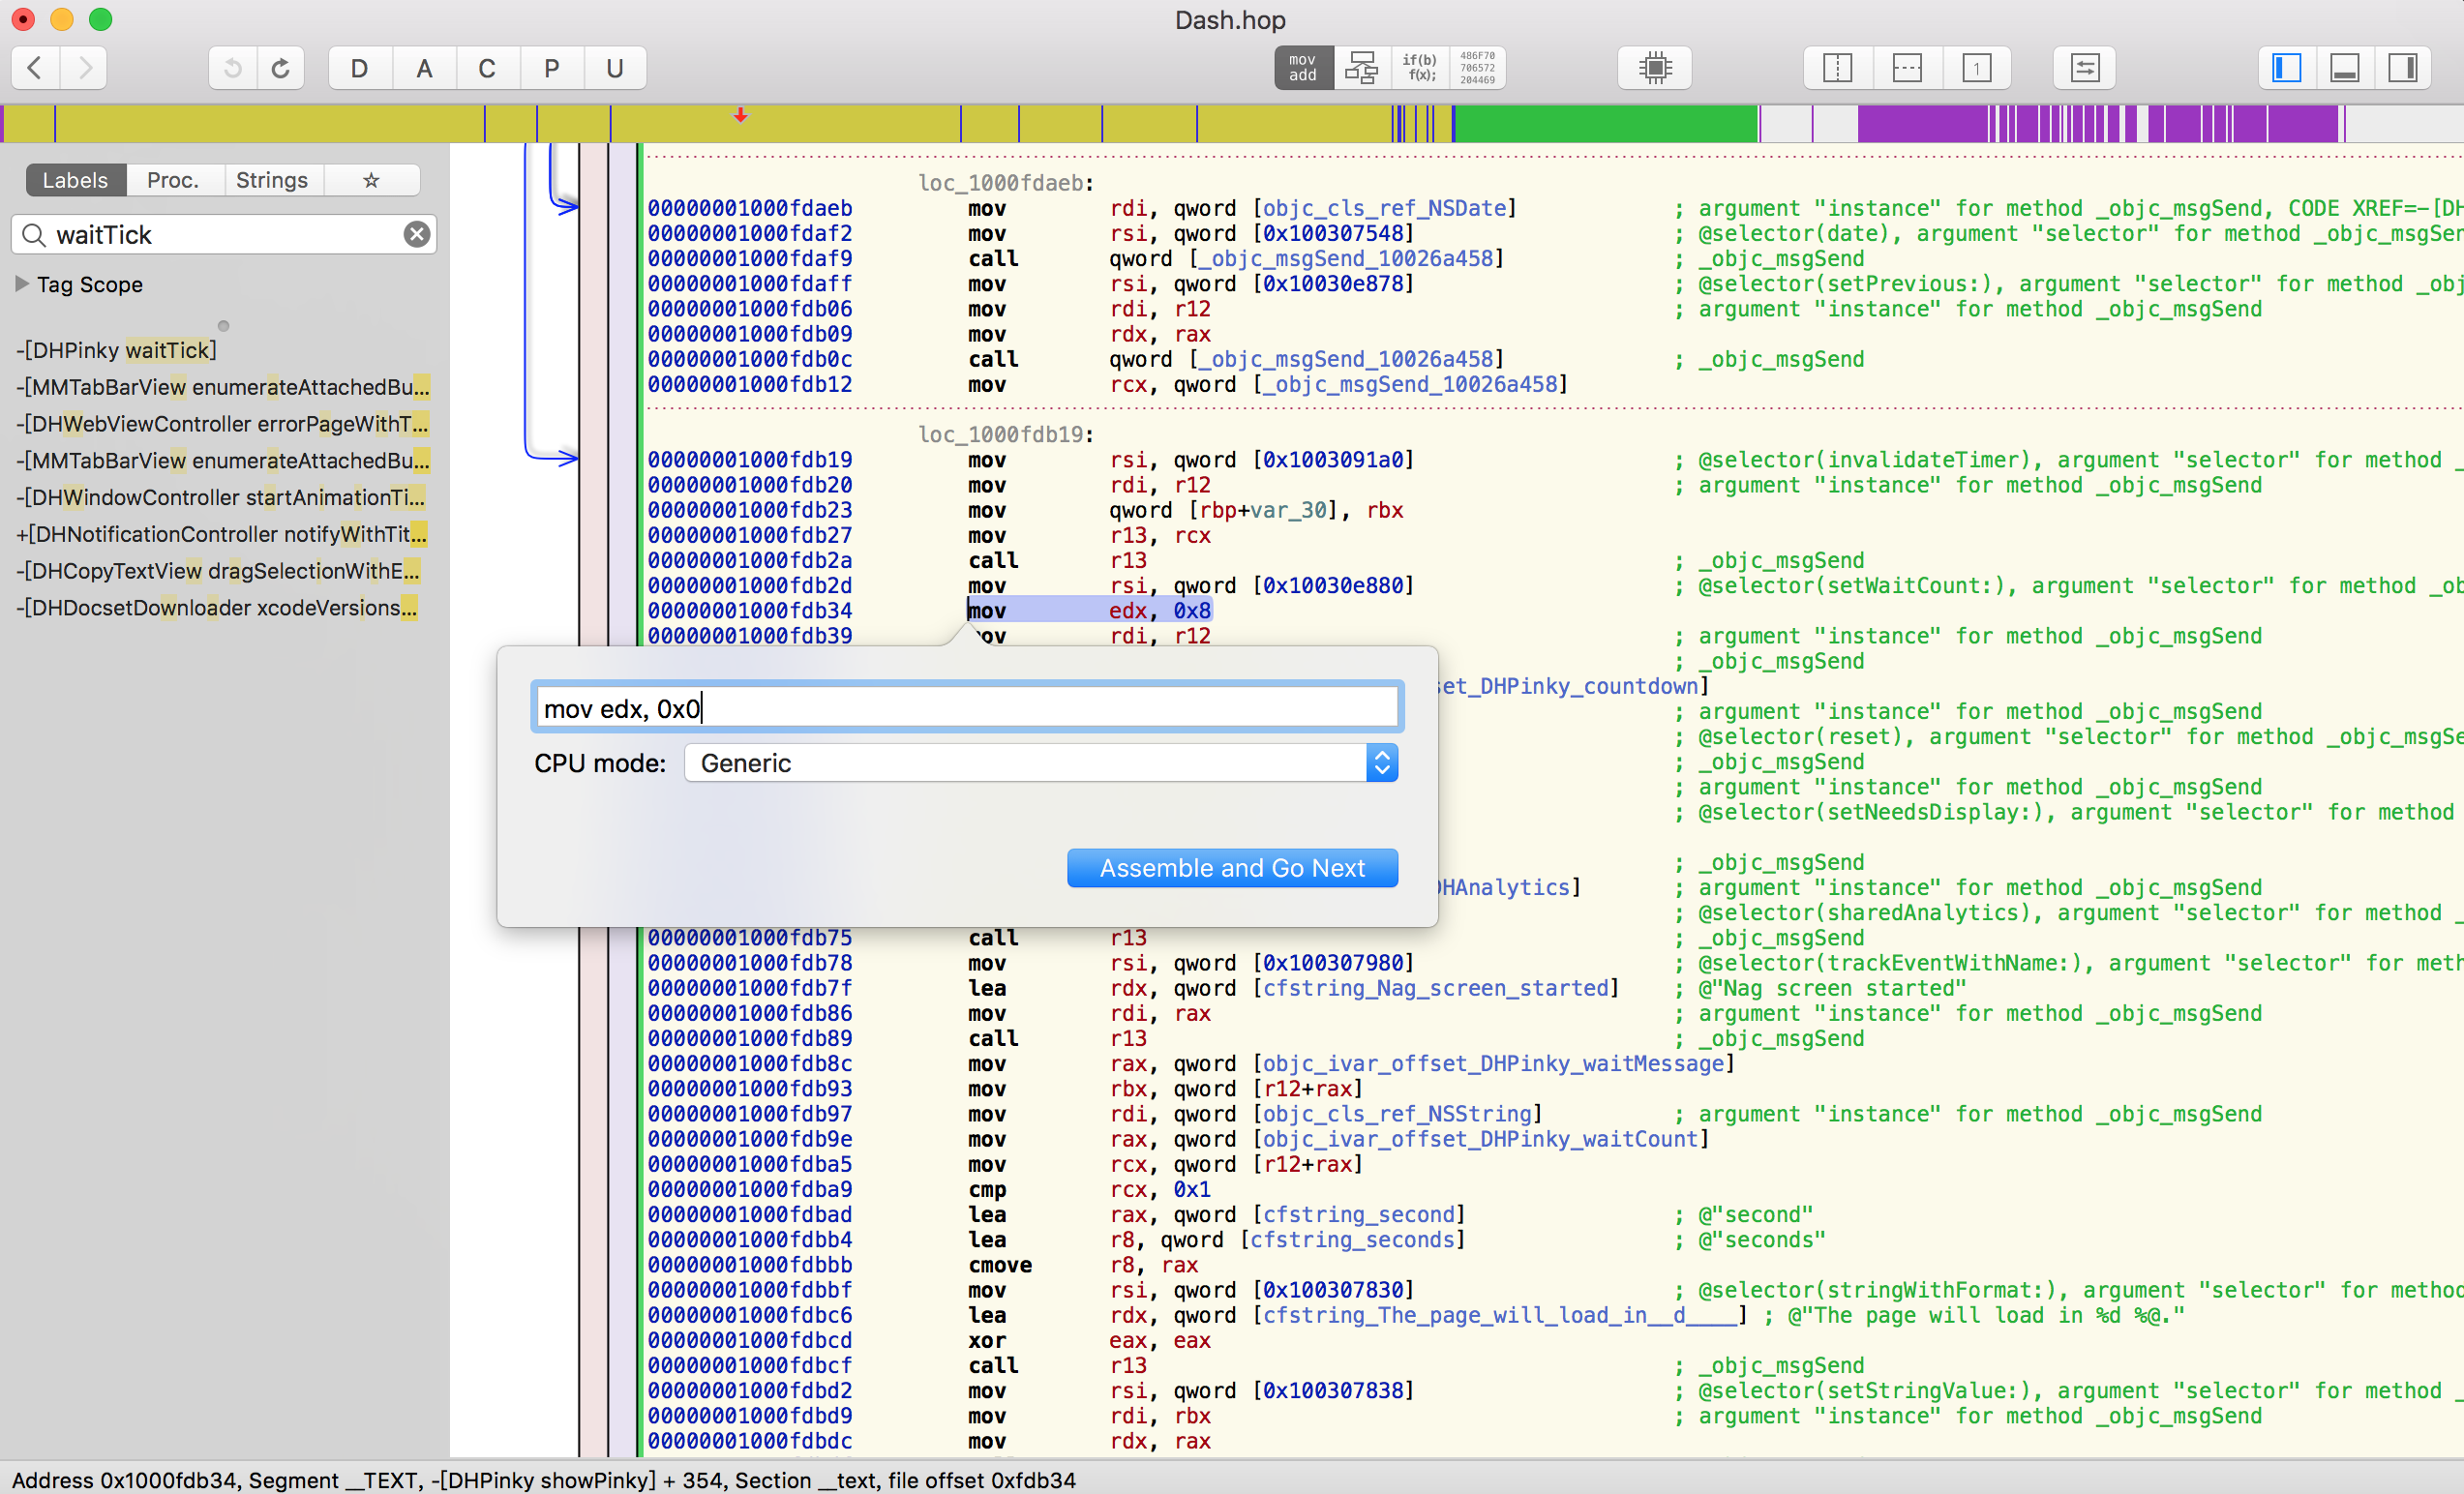 Dash.hop
D A C P U
mov add
if(b) f(x);
486F70 706572 204469
1
Labels Proc. Strings ☆
waitTick
Tag Scope
-[DHPinky waitTick]
-[MMTabBarView enumerateAttachedBu...
-[DHWebViewController errorPageWithT...
-[MMTabBarView enumerateAttachedBu...
-[DHWindowController startAnimationTi...
+[DHNotificationController notifyWithTit...
-[DHCopyTextView dragSelectionWithE...
-[DHDocsetDownloader xcodeVersions...
loc_1000fdaeb:
00000001000fdaeb mov rdi, qword [objc_cls_ref_NSDate] ; argument "instance" for method _objc_msgSend, CODE XREF=-[DH
00000001000fdaf2 mov rsi, qword [0x100307548] ; @selector(date), argument "selector" for method _objc_msgSen
00000001000fdaf9 call qword [_objc_msgSend_10026a458] ; _objc_msgSend
00000001000fdaff mov rsi, qword [0x10030e878] ; @selector(setPrevious:), argument "selector" for method _obj
00000001000fdb06 mov rdi, r12 ; argument "instance" for method _objc_msgSend
00000001000fdb09 mov rdx, rax
00000001000fdb0c call qword [_objc_msgSend_10026a458] ; _objc_msgSend
00000001000fdb12 mov rcx, qword [_objc_msgSend_10026a458]
loc_1000fdb19:
00000001000fdb19 mov rsi, qword [0x1003091a0] ; @selector(invalidateTimer), argument "selector" for method _
00000001000fdb20 mov rdi, r12 ; argument "instance" for method _objc_msgSend
00000001000fdb23 mov qword [rbp+var_30], rbx
00000001000fdb27 mov r13, rcx
00000001000fdb2a call r13 ; _objc_msgSend
00000001000fdb2d mov rsi, qword [0x10030e880] ; @selector(setWaitCount:), argument "selector" for method _ob
00000001000fdb34 mov edx, 0x8
00000001000fdb39 mov rdi, r12 ; argument "instance" for method _objc_msgSend
; _objc_msgSend
set_DHPinky_countdown]
; argument "instance" for method _objc_msgSend
; @selector(reset), argument "selector" for method _objc_msgSe
; _objc_msgSend
; argument "instance" for method _objc_msgSend
; @selector(setNeedsDisplay:), argument "selector" for method
; _objc_msgSend
DHAnalytics] ; argument "instance" for method _objc_msgSend
; @selector(sharedAnalytics), argument "selector" for method _
mov edx, 0x0
CPU mode: Generic
Assemble and Go Next
00000001000fdb75 call r13 ; _objc_msgSend
00000001000fdb78 mov rsi, qword [0x100307980] ; @selector(trackEventWithName:), argument "selector" for meth
00000001000fdb7f lea rdx, qword [cfstring_Nag_screen_started] ; @"Nag screen started"
00000001000fdb86 mov rdi, rax ; argument "instance" for method _objc_msgSend
00000001000fdb89 call r13 ; _objc_msgSend
00000001000fdb8c mov rax, qword [objc_ivar_offset_DHPinky_waitMessage]
00000001000fdb93 mov rbx, qword [r12+rax]
00000001000fdb97 mov rdi, qword [objc_cls_ref_NSString] ; argument "instance" for method _objc_msgSend
00000001000fdb9e mov rax, qword [objc_ivar_offset_DHPinky_waitCount]
00000001000fdba5 mov rcx, qword [r12+rax]
00000001000fdba9 cmp rcx, 0x1
00000001000fdbad lea rax, qword [cfstring_second] ; @"second"
00000001000fdbb4 lea r8, qword [cfstring_seconds] ; @"seconds"
00000001000fdbbb cmove r8, rax
00000001000fdbbf mov rsi, qword [0x100307830] ; @selector(stringWithFormat:), argument "selector" for method
00000001000fdbc6 lea rdx, qword [cfstring_The_page_will_load_in__d____] ; @"The page will load in %d %@."
00000001000fdbcd xor eax, eax
00000001000fdbcf call r13 ; _objc_msgSend
00000001000fdbd2 mov rsi, qword [0x100307838] ; @selector(setStringValue:), argument "selector" for method _
00000001000fdbd9 mov rdi, rbx ; argument "instance" for method _objc_msgSend
00000001000fdbdc mov rdx, rax
Address 0x1000fdb34, Segment __TEXT, -[DHPinky showPinky] + 354, Section __text, file offset 0xfdb34